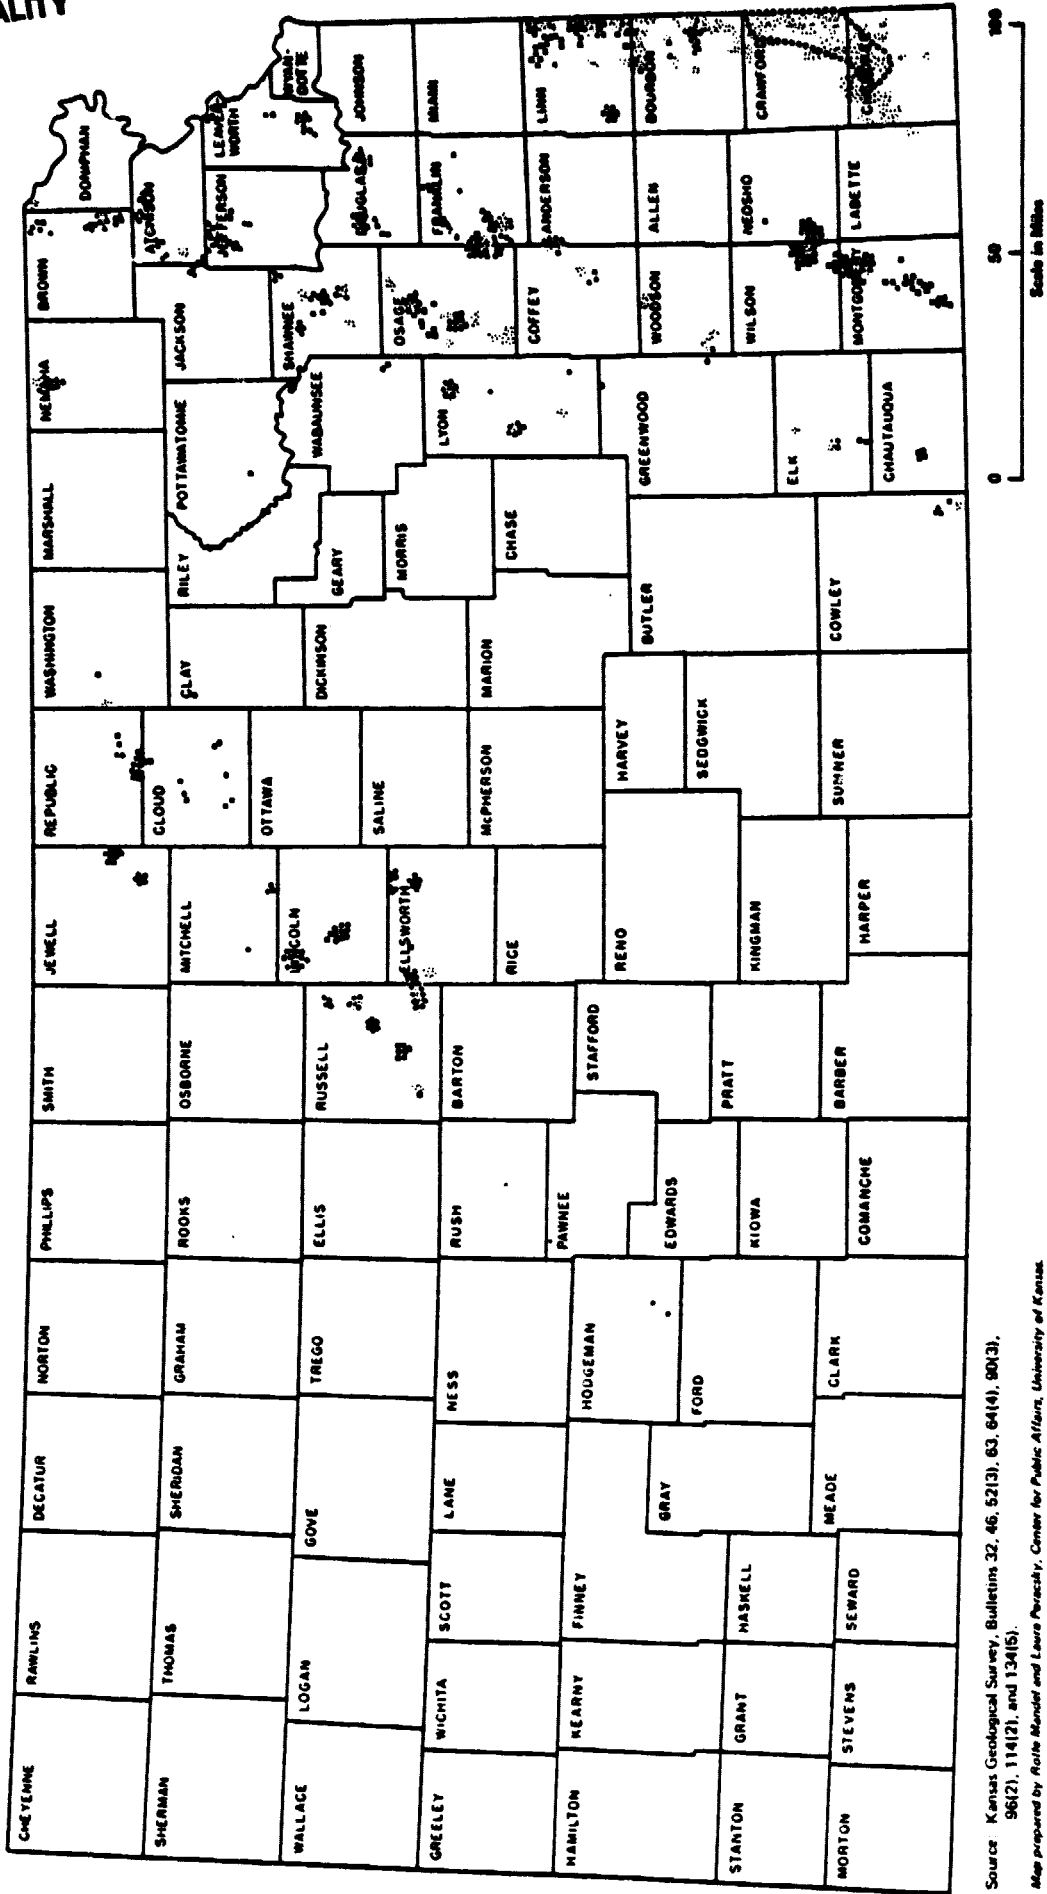 ALITY
CHEYENNE
RAWLINS
DECATUR
NORTON
PHILLIPS
SMITH
JEWELL
REPUBLIC
WASHINGTON
MARSHALL
NEMAHA
BROWN
DONIPHAN
SHERMAN
THOMAS
SHERIDAN
GRAHAM
ROOKS
OSBORNE
MITCHELL
CLOUD
CLAY
RILEY
POTTAWATOMIE
JACKSON
ATCHISON
JEFFERSON
LEAVEN
WORTH
WYAN-
DOTTE
WALLACE
LOGAN
GOVE
TREGO
ELLIS
RUSSELL
LINCOLN
OTTAWA
DICKINSON
GEARY
WABAUNSEE
SHAWNEE
DOUGLAS
JOHNSON
GREELEY
WICHITA
SCOTT
LANE
NESS
RUSH
BARTON
ELLSWORTH
SALINE
MORRIS
LYON
OSAGE
FRANKLIN
MIAMI
HAMILTON
KEARNY
FINNEY
HODGEMAN
PAWNEE
STAFFORD
RICE
McPHERSON
MARION
CHASE
COFFEY
ANDERSON
LINN
GRAY
FORD
EDWARDS
RENO
HARVEY
BUTLER
GREENWOOD
WOODSON
ALLEN
BOURBON
STANTON
GRANT
HASKELL
KIOWA
PRATT
KINGMAN
SEDGWICK
ELK
WILSON
NEOSHO
CRAWFORD
MORTON
STEVENS
SEWARD
MEADE
CLARK
COMANCHE
BARBER
HARPER
SUMNER
COWLEY
CHAUTAUQUA
MONTGOMERY
LABETTE
CHEROKEE
0 50 100
Scale in Miles
Source Kansas Geological Survey, Bulletins 32, 46, 52(3), 63, 64(4), 90(3),
96(2), 114(2), and 134(5).
Map prepared by Rolfe Mandel and Laura Poracsky, Center for Public Affairs, University of Kansas.